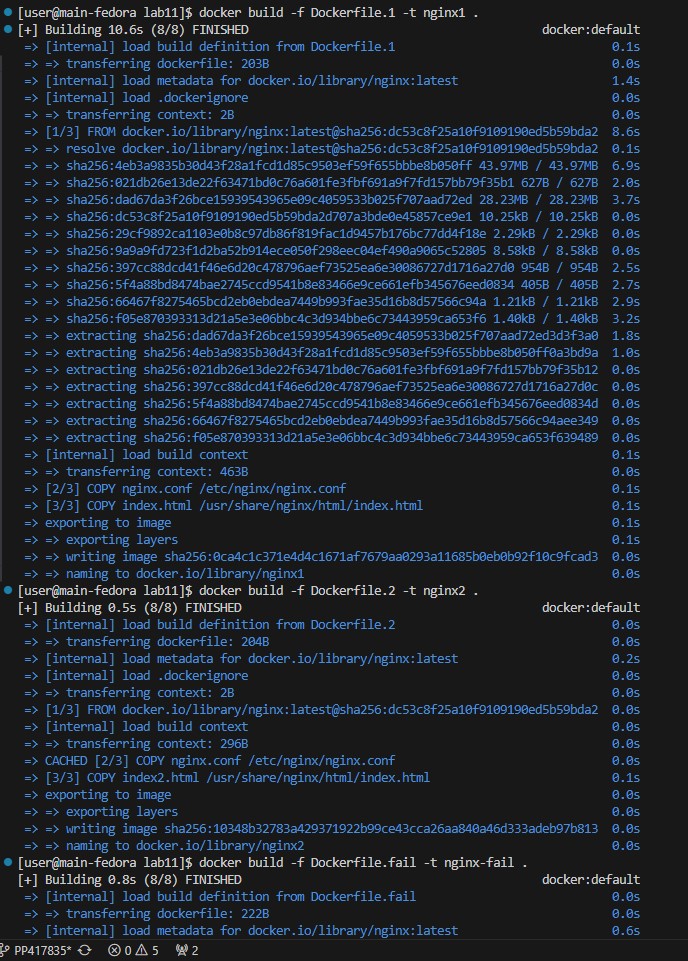 [user@main-fedora lab11]$ docker build -f Dockerfile.1 -t nginx1 .
[+] Building 10.6s (8/8) FINISHED docker:default
=> [internal] load build definition from Dockerfile.1 0.1s
=> => transferring dockerfile: 203B 0.0s
=> [internal] load metadata for docker.io/library/nginx:latest 1.4s
=> [internal] load .dockerignore 0.0s
=> => transferring context: 2B 0.0s
=> [1/3] FROM docker.io/library/nginx:latest@sha256:dc53c8f25a10f9109190ed5b59bda2 8.6s
=> => resolve docker.io/library/nginx:latest@sha256:dc53c8f25a10f9109190ed5b59bda2 0.1s
=> => sha256:4eb3a9835b30d43f28a1fcd1d85c9503ef59f655bbbe8b050ff 43.97MB / 43.97MB 6.9s
=> => sha256:021db26e13de22f63471bd0c76a601fe3fbf691a9f7fd157bb79f35b1 627B / 627B 2.0s
=> => sha256:dad67da3f26bce15939543965e09c4059533b025f707aad72ed 28.23MB / 28.23MB 3.7s
=> => sha256:dc53c8f25a10f9109190ed5b59bda2d707a3bde0e45857ce9e1 10.25kB / 10.25kB 0.0s
=> => sha256:29cf9892ca1103e0b8c97db86f819fac1d9457b176bc77dd4f18e 2.29kB / 2.29kB 0.0s
=> => sha256:9a9a9fd723f1d2ba52b914ece050f298eec04ef490a9065c52805 8.58kB / 8.58kB 0.0s
=> => sha256:397cc88dcd41f46e6d20c478796aef73525ea6e30086727d1716a27d0 954B / 954B 2.5s
=> => sha256:5f4a88bd8474bae2745ccd9541b8e83466e9ce661efb345676eed0834 405B / 405B 2.7s
=> => sha256:66467f8275465bcd2eb0ebdea7449b993fae35d16b8d57566c94a 1.21kB / 1.21kB 2.9s
=> => sha256:f05e870393313d21a5e3e06bbc4c3d934bbe6c73443959ca653f6 1.40kB / 1.40kB 3.2s
=> => extracting sha256:dad67da3f26bce15939543965e09c4059533b025f707aad72ed3d3f3a0 1.8s
=> => extracting sha256:4eb3a9835b30d43f28a1fcd1d85c9503ef59f655bbbe8b050ff0a3bd9a 1.0s
=> => extracting sha256:021db26e13de22f63471bd0c76a601fe3fbf691a9f7fd157bb79f35b12 0.0s
=> => extracting sha256:397cc88dcd41f46e6d20c478796aef73525ea6e30086727d1716a27d0c 0.0s
=> => extracting sha256:5f4a88bd8474bae2745ccd9541b8e83466e9ce661efb345676eed0834d 0.0s
=> => extracting sha256:66467f8275465bcd2eb0ebdea7449b993fae35d16b8d57566c94aee349 0.0s
=> => extracting sha256:f05e870393313d21a5e3e06bbc4c3d934bbe6c73443959ca653f639489 0.0s
=> [internal] load build context 0.1s
=> => transferring context: 463B 0.0s
=> [2/3] COPY nginx.conf /etc/nginx/nginx.conf 0.1s
=> [3/3] COPY index.html /usr/share/nginx/html/index.html 0.1s
=> exporting to image 0.1s
=> => exporting layers 0.1s
=> => writing image sha256:0ca4c1c371e4d4c1671af7679aa0293a11685b0eb0b92f10c9fcad3 0.0s
=> => naming to docker.io/library/nginx1 0.0s
[user@main-fedora lab11]$ docker build -f Dockerfile.2 -t nginx2 .
[+] Building 0.5s (8/8) FINISHED docker:default
=> [internal] load build definition from Dockerfile.2 0.0s
=> => transferring dockerfile: 204B 0.0s
=> [internal] load metadata for docker.io/library/nginx:latest 0.2s
=> [internal] load .dockerignore 0.0s
=> => transferring context: 2B 0.0s
=> [1/3] FROM docker.io/library/nginx:latest@sha256:dc53c8f25a10f9109190ed5b59bda2 0.0s
=> [internal] load build context 0.0s
=> => transferring context: 296B 0.0s
=> CACHED [2/3] COPY nginx.conf /etc/nginx/nginx.conf 0.0s
=> [3/3] COPY index2.html /usr/share/nginx/html/index.html 0.1s
=> exporting to image 0.0s
=> => exporting layers 0.0s
=> => writing image sha256:10348b32783a429371922b99ce43cca26aa840a46d333adeb97b813 0.0s
=> => naming to docker.io/library/nginx2 0.0s
[user@main-fedora lab11]$ docker build -f Dockerfile.fail -t nginx-fail .
[+] Building 0.8s (8/8) FINISHED docker:default
=> [internal] load build definition from Dockerfile.fail 0.0s
=> => transferring dockerfile: 222B 0.0s
=> [internal] load metadata for docker.io/library/nginx:latest 0.6s
PP417835* 0 5 2